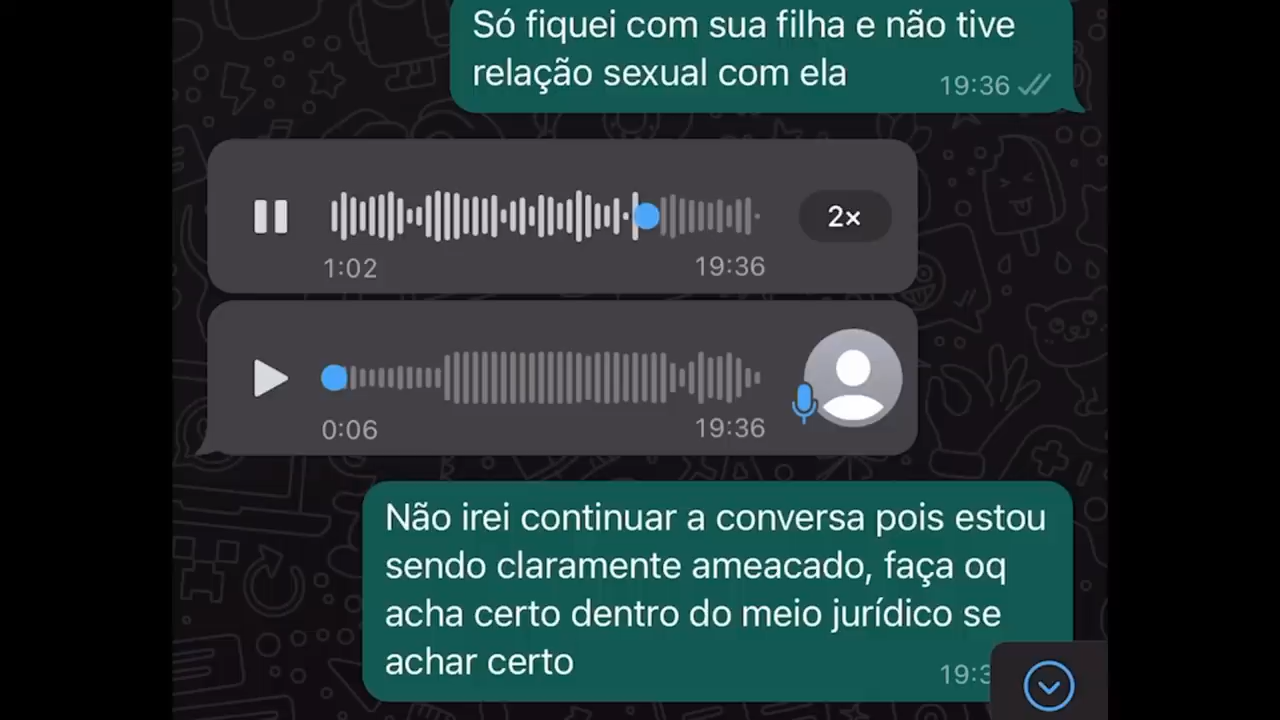 Só fiquei com sua filha e não tive
relação sexual com ela
19:36
2×
1:02
19:36
0:06
19:36
Não irei continuar a conversa pois estou
sendo claramente ameacado, faça oq
acha certo dentro do meio jurídico se
achar certo